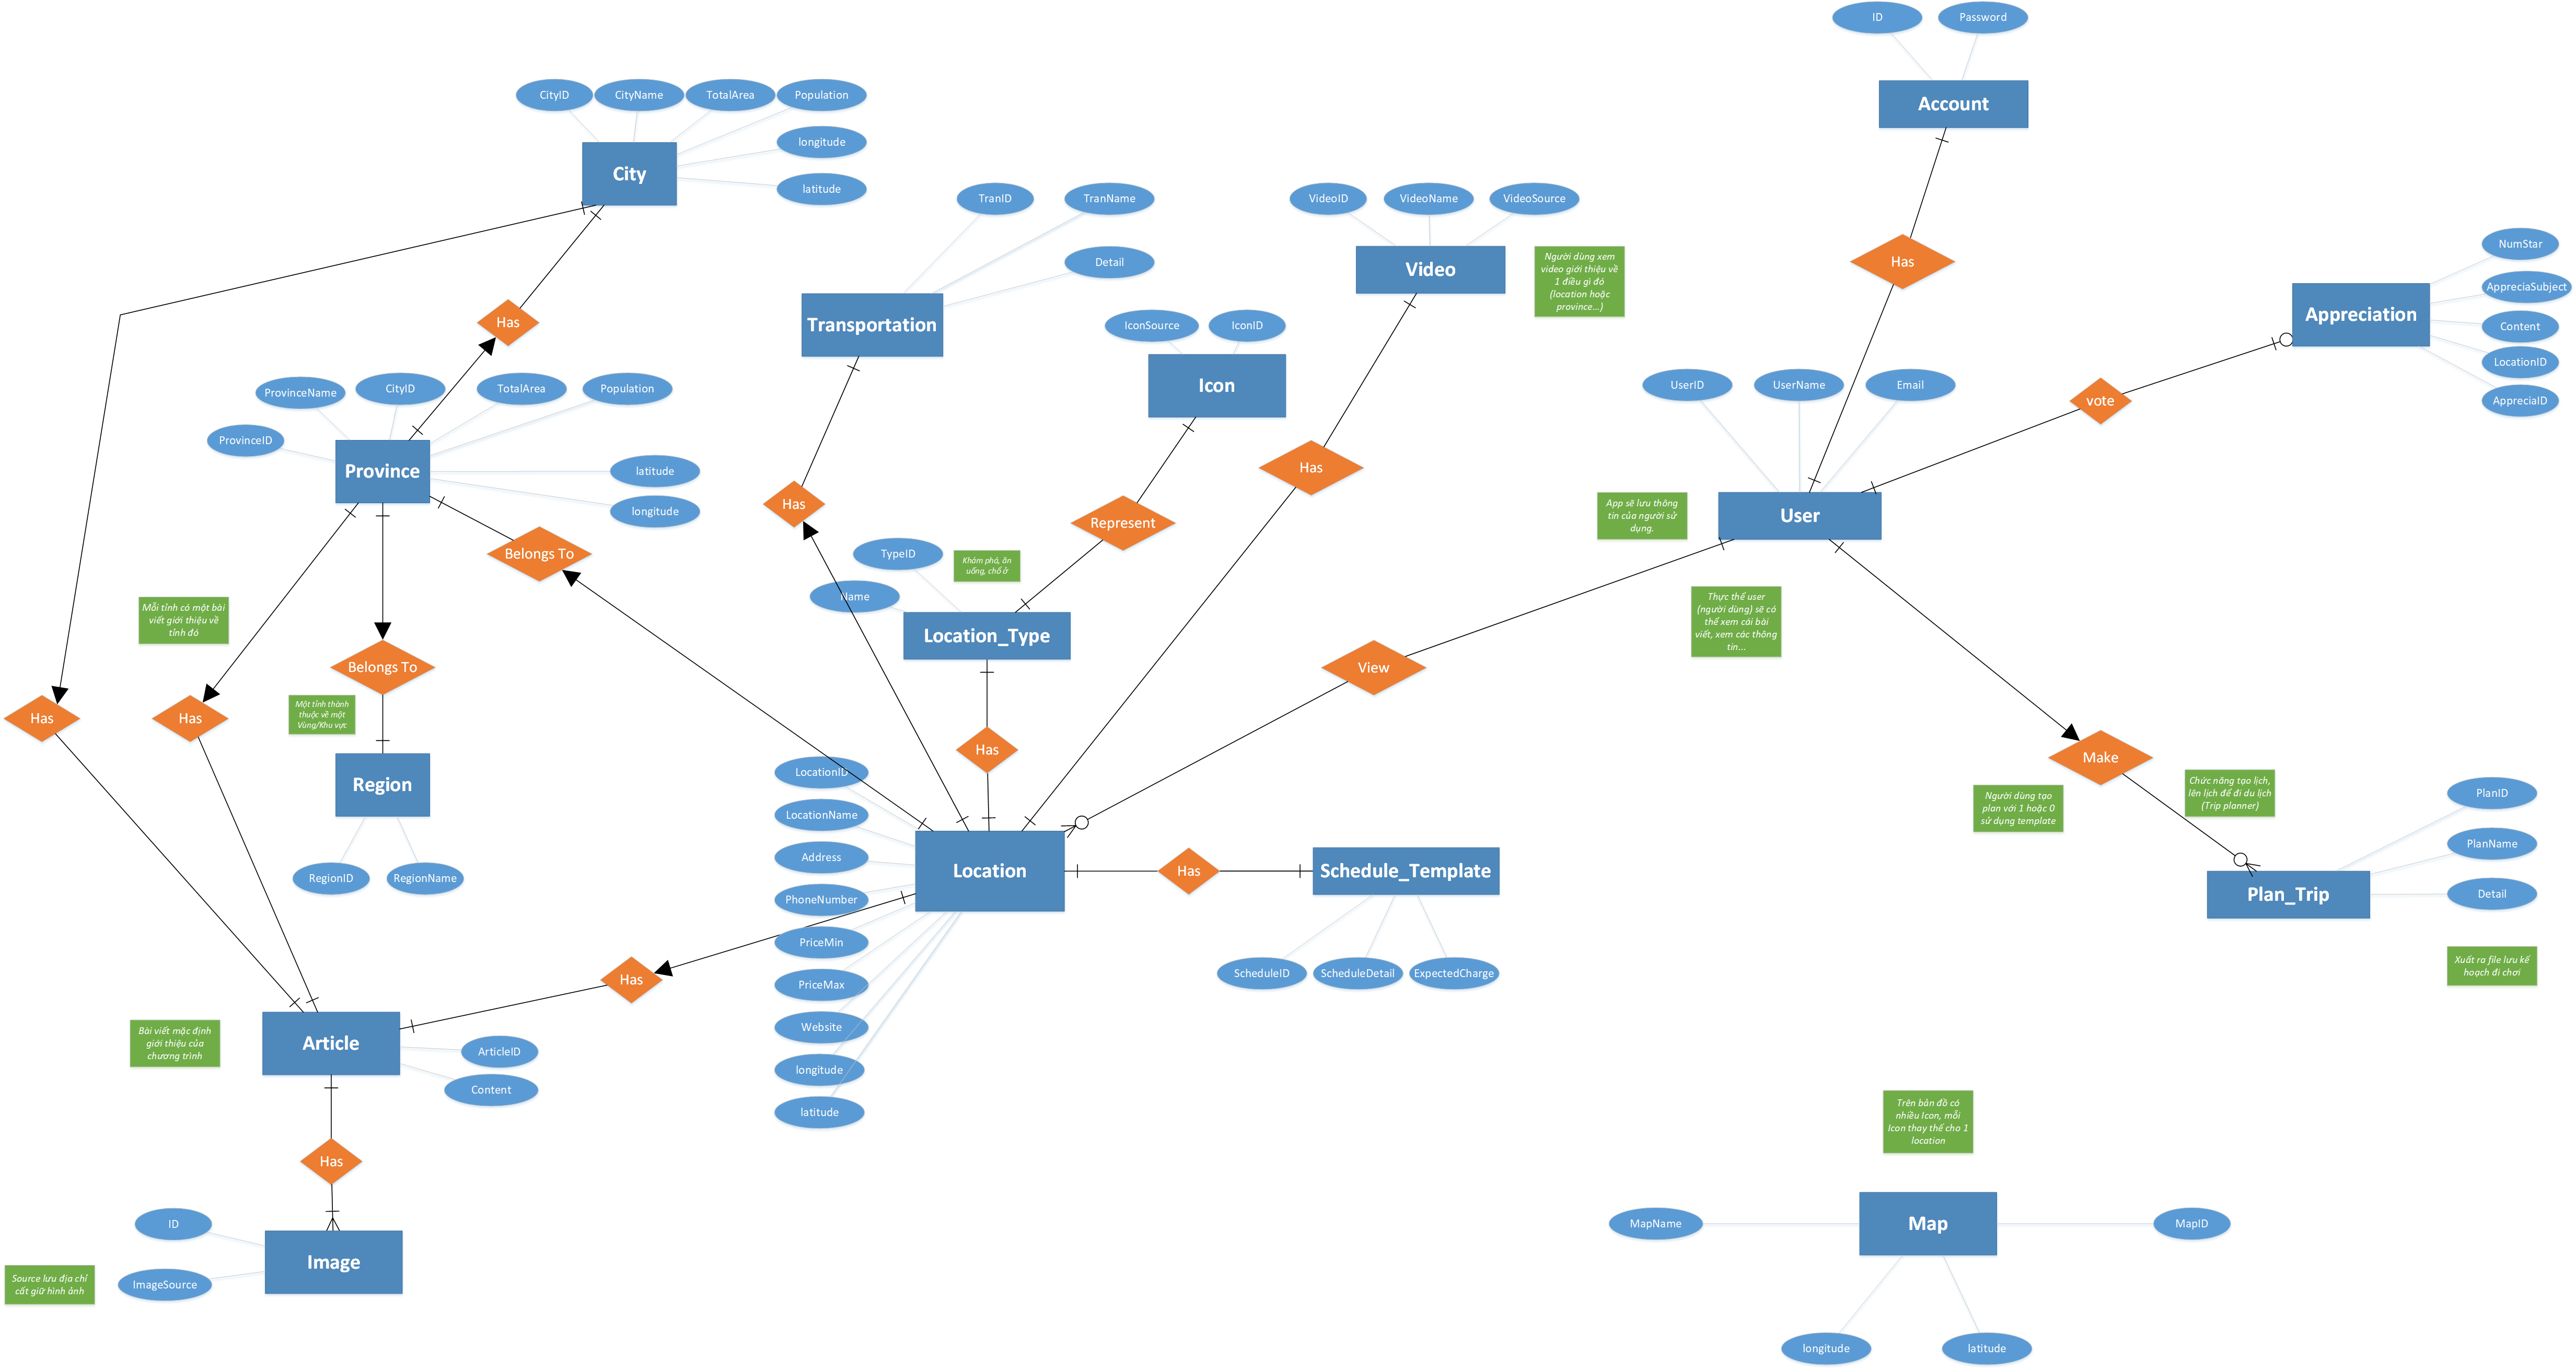 ID
Password
Account
CityID
CityName
TotalArea
Population
longitude
latitude
City
TranID
TranName
Detail
Transportation
VideoID
VideoName
VideoSource
Video
Người dùng xem
video giới thiệu về
1 điều gì đó
(location hoặc
province...)
Has
NumStar
AppreciaSubject
Content
LocationID
AppreciaID
Appreciation
Has
IconSource
IconID
Icon
ProvinceName
CityID
TotalArea
Population
ProvinceID
latitude
longitude
Province
UserID
UserName
Email
vote
Has
Has
Represent
App sẽ lưu thông
tin của người sử
dụng.
User
Belongs To
TypeID
Name
Khám phá, ăn
uống, chỗ ở
Location_Type
Mỗi tỉnh có một bài
viết giới thiệu về
tỉnh đó
Thực thể user
(người dùng) sẽ có
thể xem cái bài
viết, xem các thông
tin...
Belongs To
View
Một tỉnh thành
thuộc về một
Vùng/Khu vực
Has
Has
Has
Make
Region
RegionID
RegionName
Người dùng tạo
plan với 1 hoặc 0
sử dụng template
Chức năng tạo lịch,
lên lịch để đi du lịch
(Trip planner)
PlanID
PlanName
Detail
Plan_Trip
Xuất ra file lưu kế
hoạch đi chơi
LocationID
LocationName
Address
PhoneNumber
PriceMin
PriceMax
Website
longitude
latitude
Location
Has
Schedule_Template
ScheduleID
ScheduleDetail
ExpectedCharge
Has
Bài viết mặc định
giới thiệu của
chương trình
Article
ArticleID
Content
Has
ID
ImageSource
Image
Source lưu địa chỉ
cất giữ hình ảnh
Trên bản đồ có
nhiều Icon, mỗi
Icon thay thế cho 1
location
MapName
Map
MapID
longitude
latitude